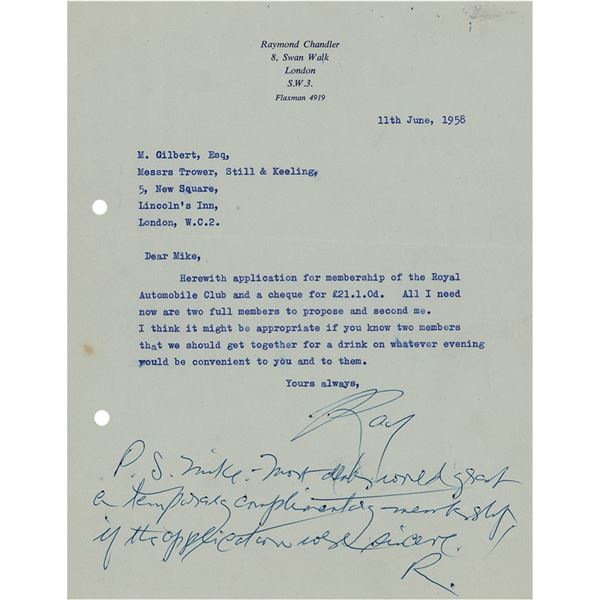 Raymond Chandler
8, Swan Walk
London
S.W.3.
Flaxman 4919
11th June, 1958
M. Gilbert, Esq,
Messrs Trower, Still & Keeling,
5, New Square,
Lincoln's Inn,
London, W.C.2.
Dear Mike,
Herewith application for membership of the Royal
Automobile Club and a cheque for £21.1.0d. All I need
now are two full members to propose and second me.
I think it might be appropriate if you know two members
that we should get together for a drink on whatever evening
would be convenient to you and to them.
Yours always,
Ray
P.S. Mike - most clubs would grant
a temporary complimentary membership,
if the application were sincere.
R.